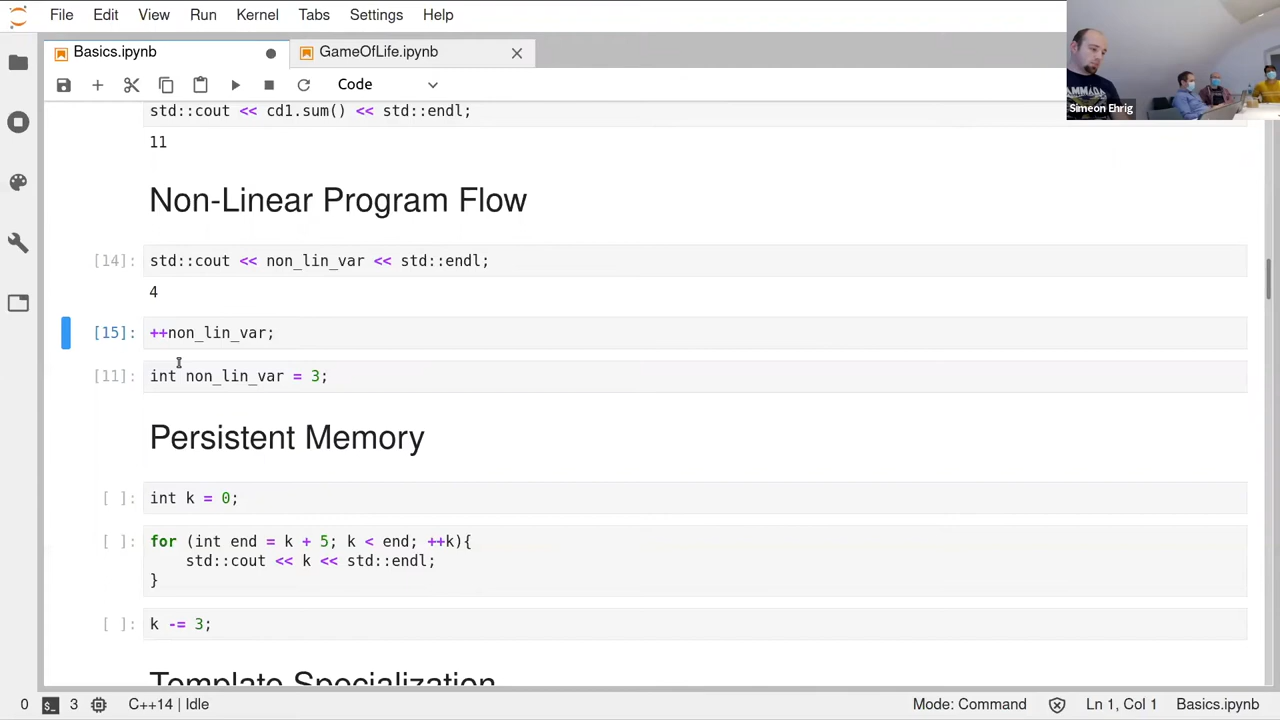 File Edit View Run Kernel Tabs Settings Help
Basics.ipynb
GameOfLife.ipynb
Code
std::cout << cd1.sum() << std::endl;
11
Non-Linear Program Flow
[14]: std::cout << non_lin_var << std::endl;
4
[15]: ++non_lin_var;
[11]: int non_lin_var = 3;
Persistent Memory
[ ]: int k = 0;
[ ]: for (int end = k + 5; k < end; ++k){
std::cout << k << std::endl;
}
[ ]: k -= 3;
Template Specialization
0 $_ 3 C++14 | Idle Mode: Command Ln 1, Col 1 Basics.ipynb
Simeon Ehrig